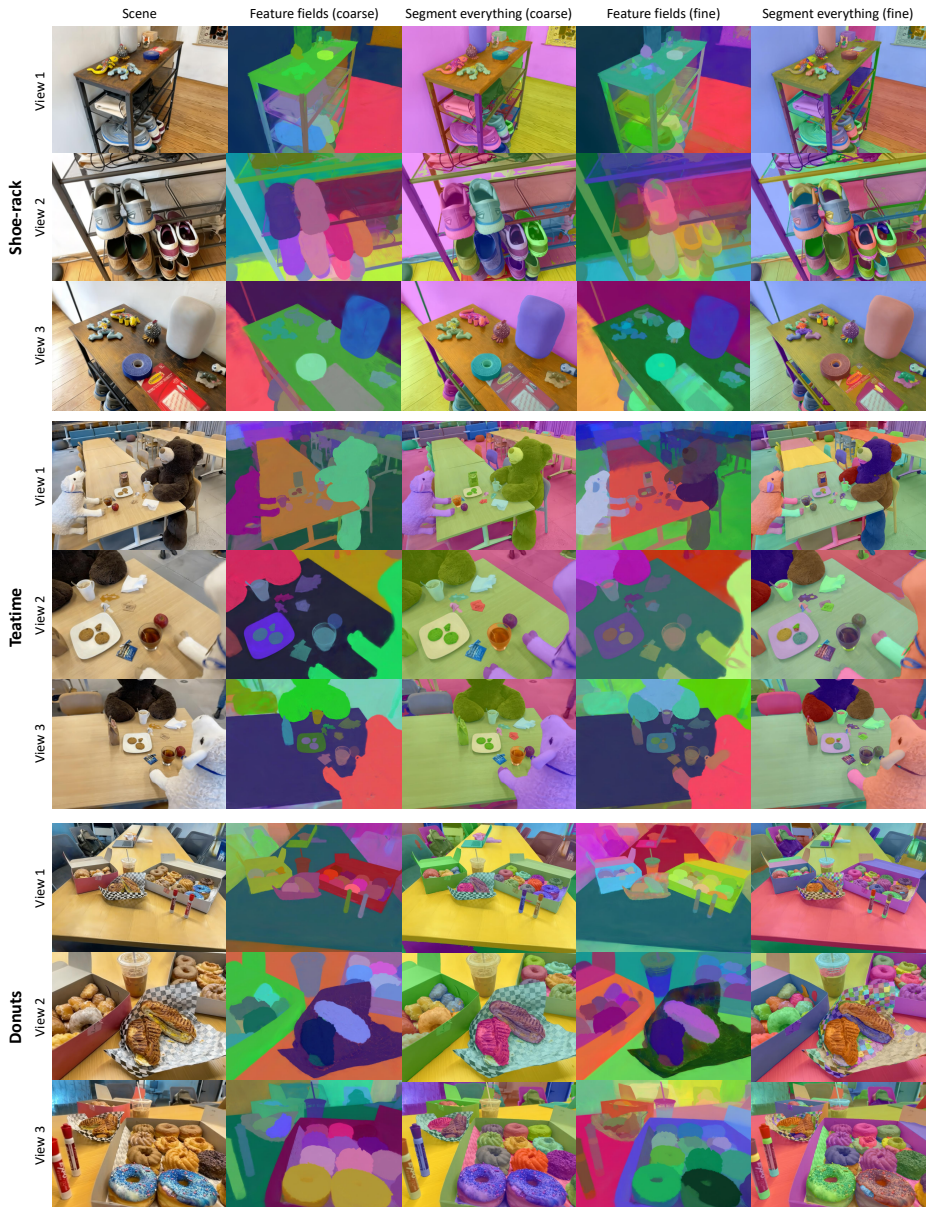 Scene Feature fields (coarse) Segment everything (coarse) Feature fields (fine) Segment everything (fine)
Shoe-rack
View 1
View 2
View 3
Teatime
View 1
View 2
View 3
Donuts
View 1
View 2
View 3